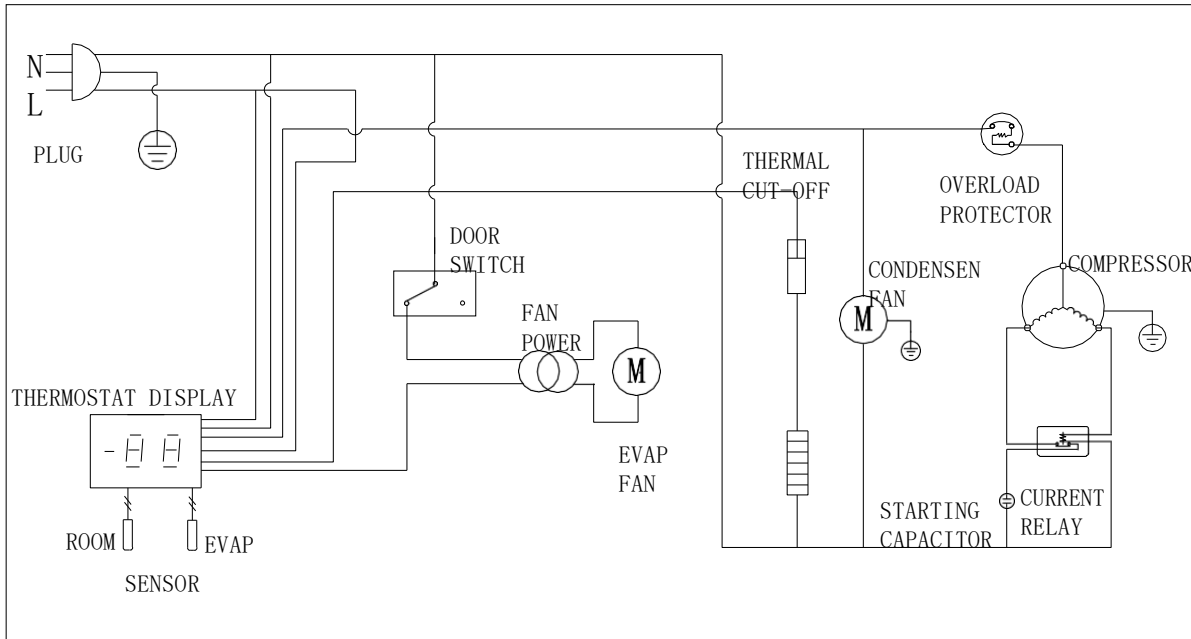 N
L
PLUG
THERMAL
CUT-OFF
OVERLOAD
PROTECTOR
DOOR
SWITCH
CONDENSEN
FAN
COMPRESSOR
FAN
POWER
M
M
THERMOSTAT DISPLAY
-88
EVAP
FAN
STARTING
CAPACITOR
CURRENT
RELAY
ROOM
EVAP
SENSOR